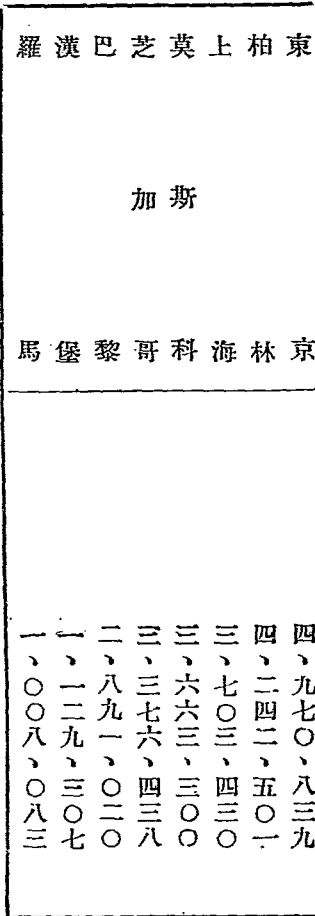 東京 四、九七〇、八三九
柏林 四、二四二、五〇一
上海 三、七〇三、四三〇
莫斯科 三、六六三、三〇〇
芝加哥 三、三七六、四三八
巴黎 二、八九一、〇二〇
漢堡 一、一二九、三〇七
羅馬 一、〇〇八、〇八三